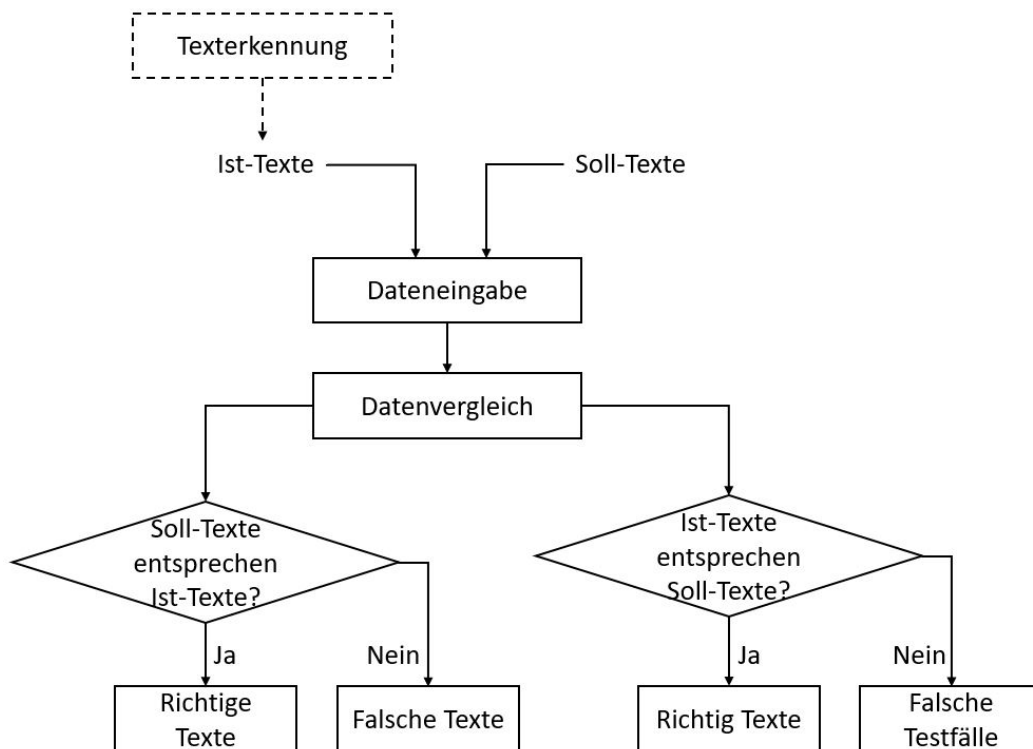 Texterkennung
Ist-Texte
Soll-Texte
Dateneingabe
Datenvergleich
Soll-Texte
entsprechen
Ist-Texte?
Ist-Texte
entsprechen
Soll-Texte?
Ja
Nein
Ja
Nein
Richtige
Texte
Falsche Texte
Richtig Texte
Falsche
Testfälle